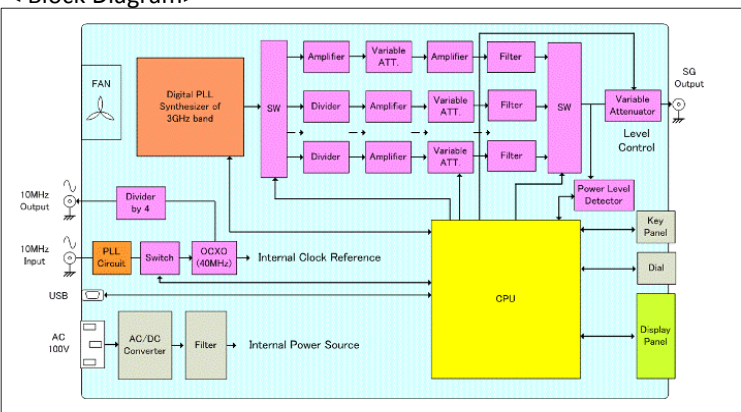 <Block Diagram>
FAN
Digital PLL
Synthesizer of
3GHz band
SW
Amplifier
Variable
ATT.
Amplifier
Filter
Divider
Amplifier
Variable
ATT.
Filter
Divider
Amplifier
Variable
ATT.
Filter
SW
Variable
Attenuator
SG
Output
Level
Control
Power Level
Detector
10MHz
Output
Divider
by 4
10MHz
Input
PLL
Circuit
Switch
OCXO
(40MHz)
Internal Clock Reference
USB
CPU
Key
Panel
Dial
Display
Panel
AC
100V
AC/DC
Converter
Filter
Internal Power Source